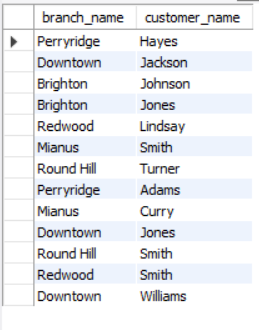 branch_name customer_name
Perryridge Hayes
Downtown Jackson
Brighton Johnson
Brighton Jones
Redwood Lindsay
Mianus Smith
Round Hill Turner
Perryridge Adams
Mianus Curry
Downtown Jones
Round Hill Smith
Redwood Smith
Downtown Williams